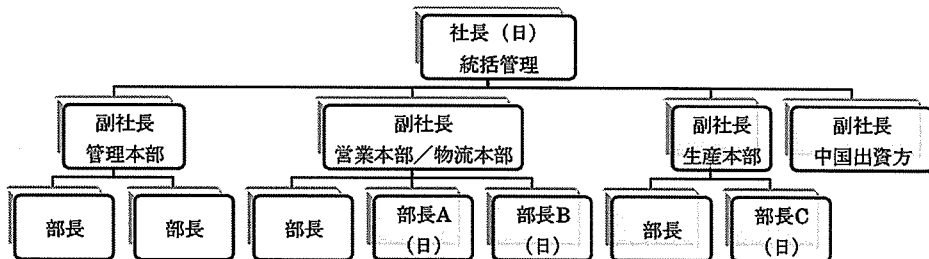 社長（日）
統括管理
副社長
管理本部
副社長
営業本部／物流本部
副社長
生産本部
副社長
中国出資方
部長
部長
部長
部長A
（日）
部長B
（日）
部長
部長C
（日）